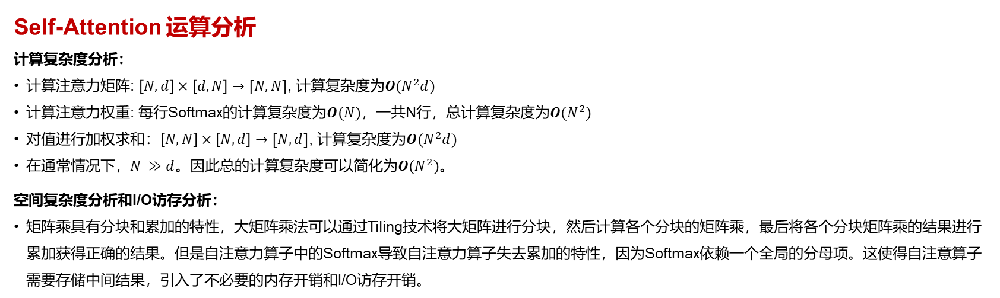 Self-Attention 运算分析
计算复杂度分析：
• 计算注意力矩阵: [N, d] × [d, N] → [N, N], 计算复杂度为O(N²d)
• 计算注意力权重: 每行Softmax的计算复杂度为O(N)，一共N行，总计算复杂度为O(N²)
• 对值进行加权求和：[N, N] × [N, d] → [N, d], 计算复杂度为O(N²d)
• 在通常情况下，N ≫ d。因此总的计算复杂度可以简化为O(N²)。
空间复杂度分析和I/O访存分析：
• 矩阵乘具有分块和累加的特性，大矩阵乘法可以通过Tiling技术将大矩阵进行分块，然后计算各个分块的矩阵乘，最后将各个分块矩阵乘的结果进行
累加获得正确的结果。但是自注意力算子中的Softmax导致自注意力算子失去累加的特性，因为Softmax依赖一个全局的分母项。这使得自注意算子
需要存储中间结果，引入了不必要的内存开销和I/O访存开销。